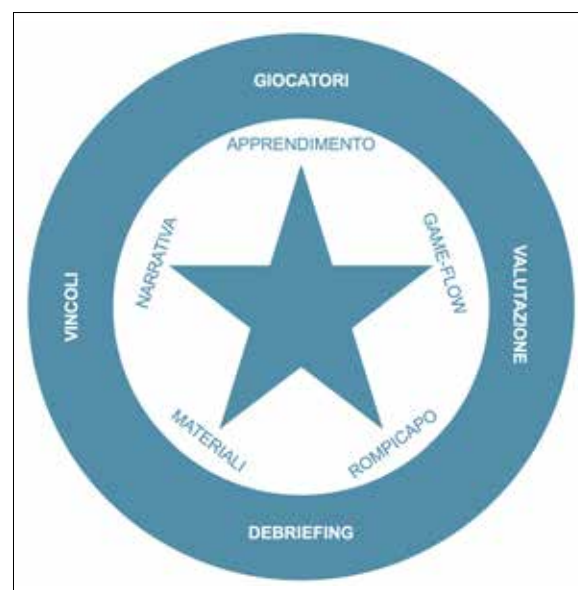 GIOCATORI
APPRENDIMENTO
NARRATIVA
GAME-FLOW
VINCOLI
VALUTAZIONE
MATERIALI
ROMPICAPO
DEBRIEFING